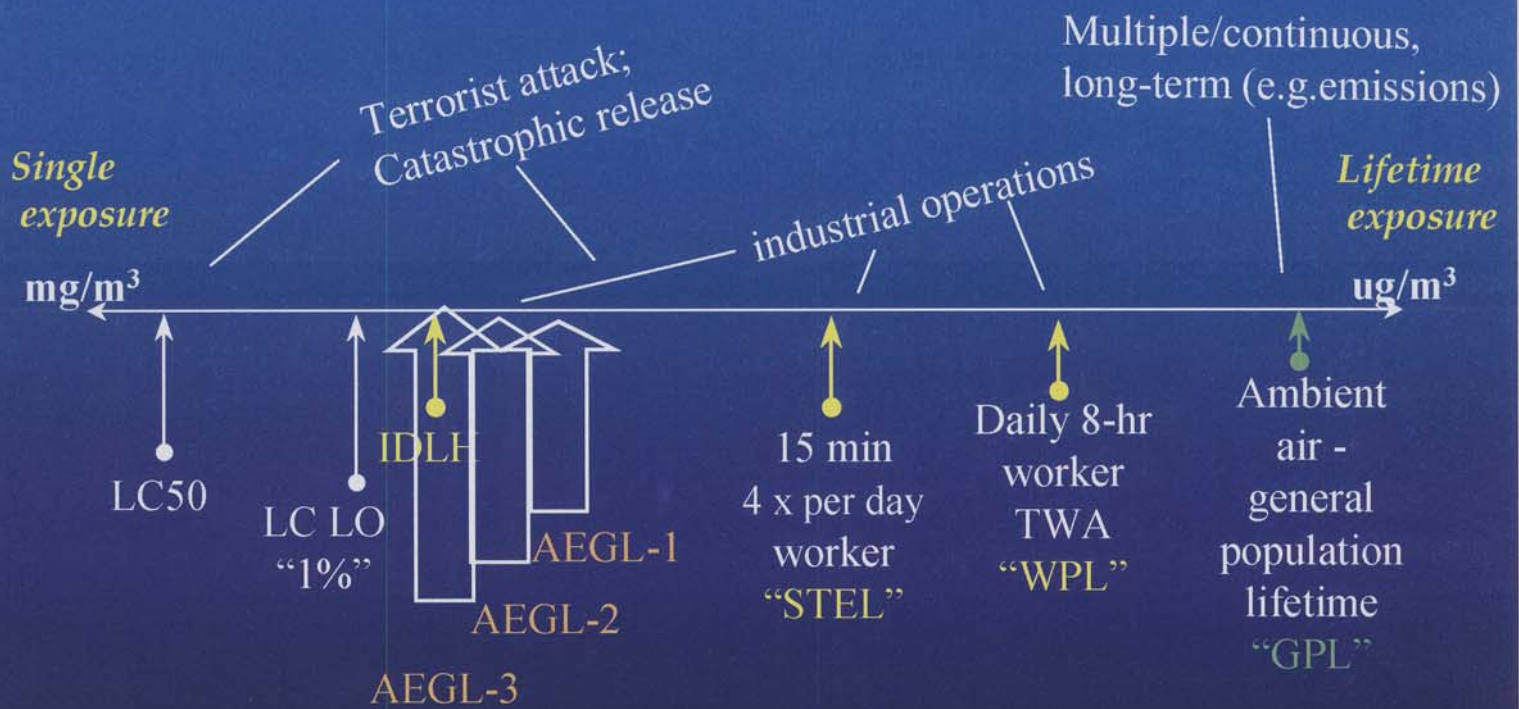 Terrorist attack;
Catastrophic release
Multiple/continuous,
long-term (e.g.emissions)
Single
exposure
industrial operations
Lifetime
exposure
mg/m³
ug/m³
LC50
LC LO
“1%”
IDLH
AEGL-3
AEGL-2
AEGL-1
15 min
4 x per day
worker
“STEL”
Daily 8-hr
worker
TWA
“WPL”
Ambient
air -
general
population
lifetime
“GPL”